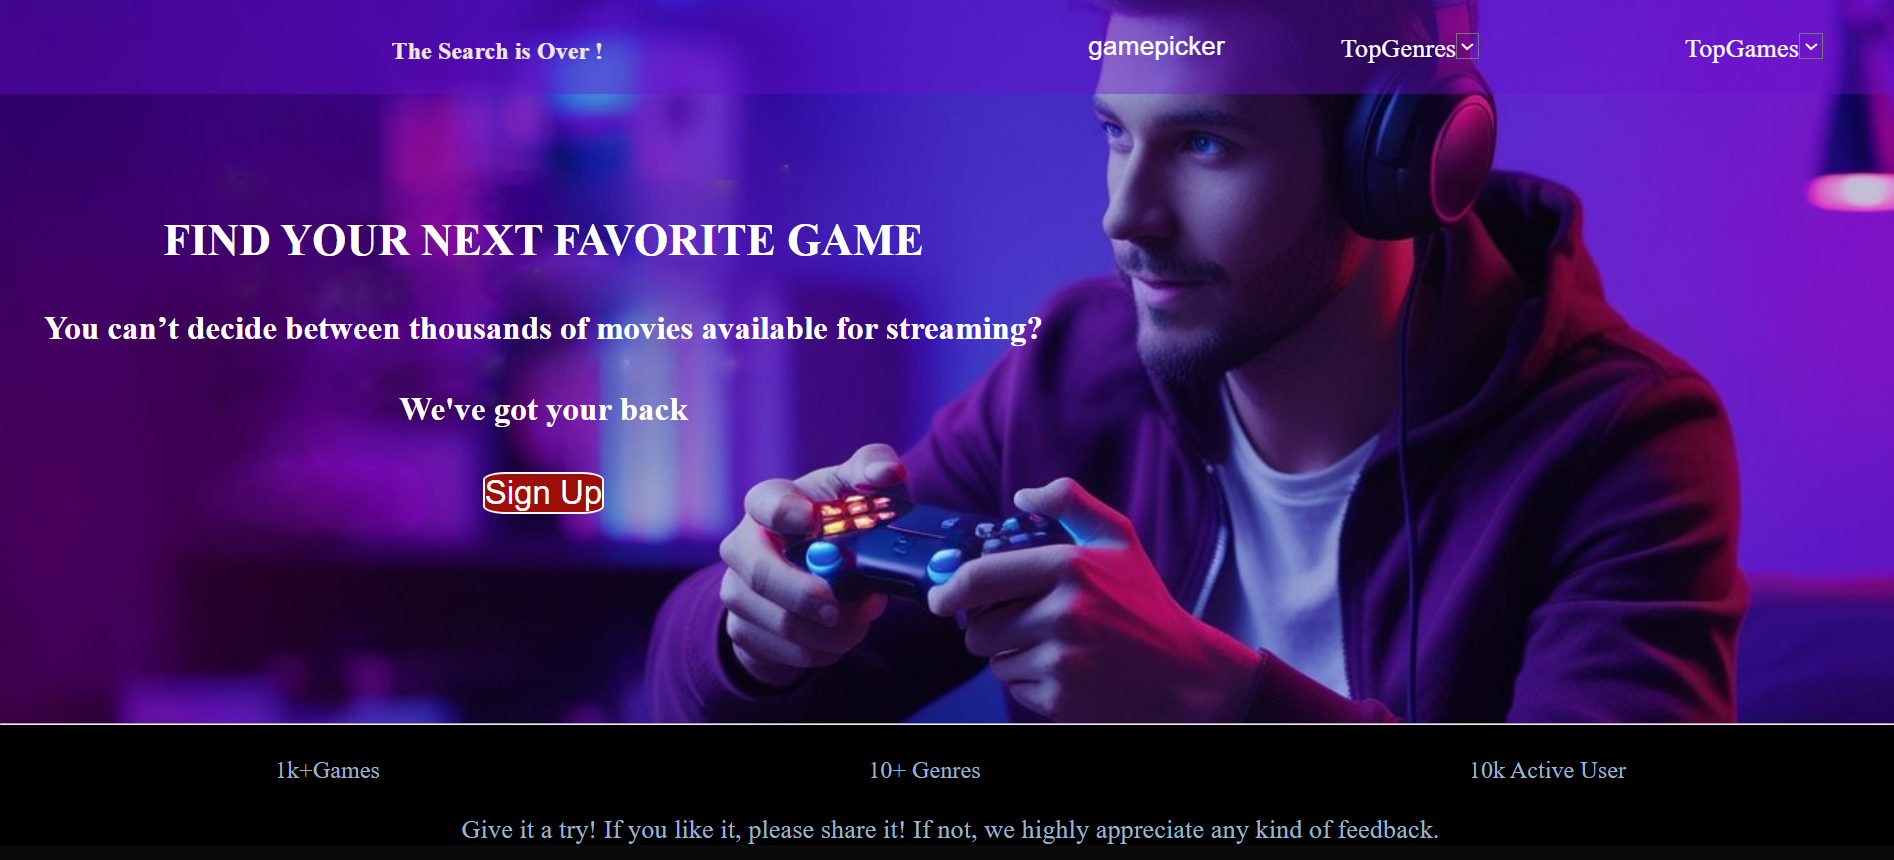 The Search is Over !
gamepicker
TopGenres
TopGames
FIND YOUR NEXT FAVORITE GAME
You can’t decide between thousands of movies available for streaming?
We've got your back
Sign Up
1k+Games
10+ Genres
10k Active User
Give it a try! If you like it, please share it! If not, we highly appreciate any kind of feedback.